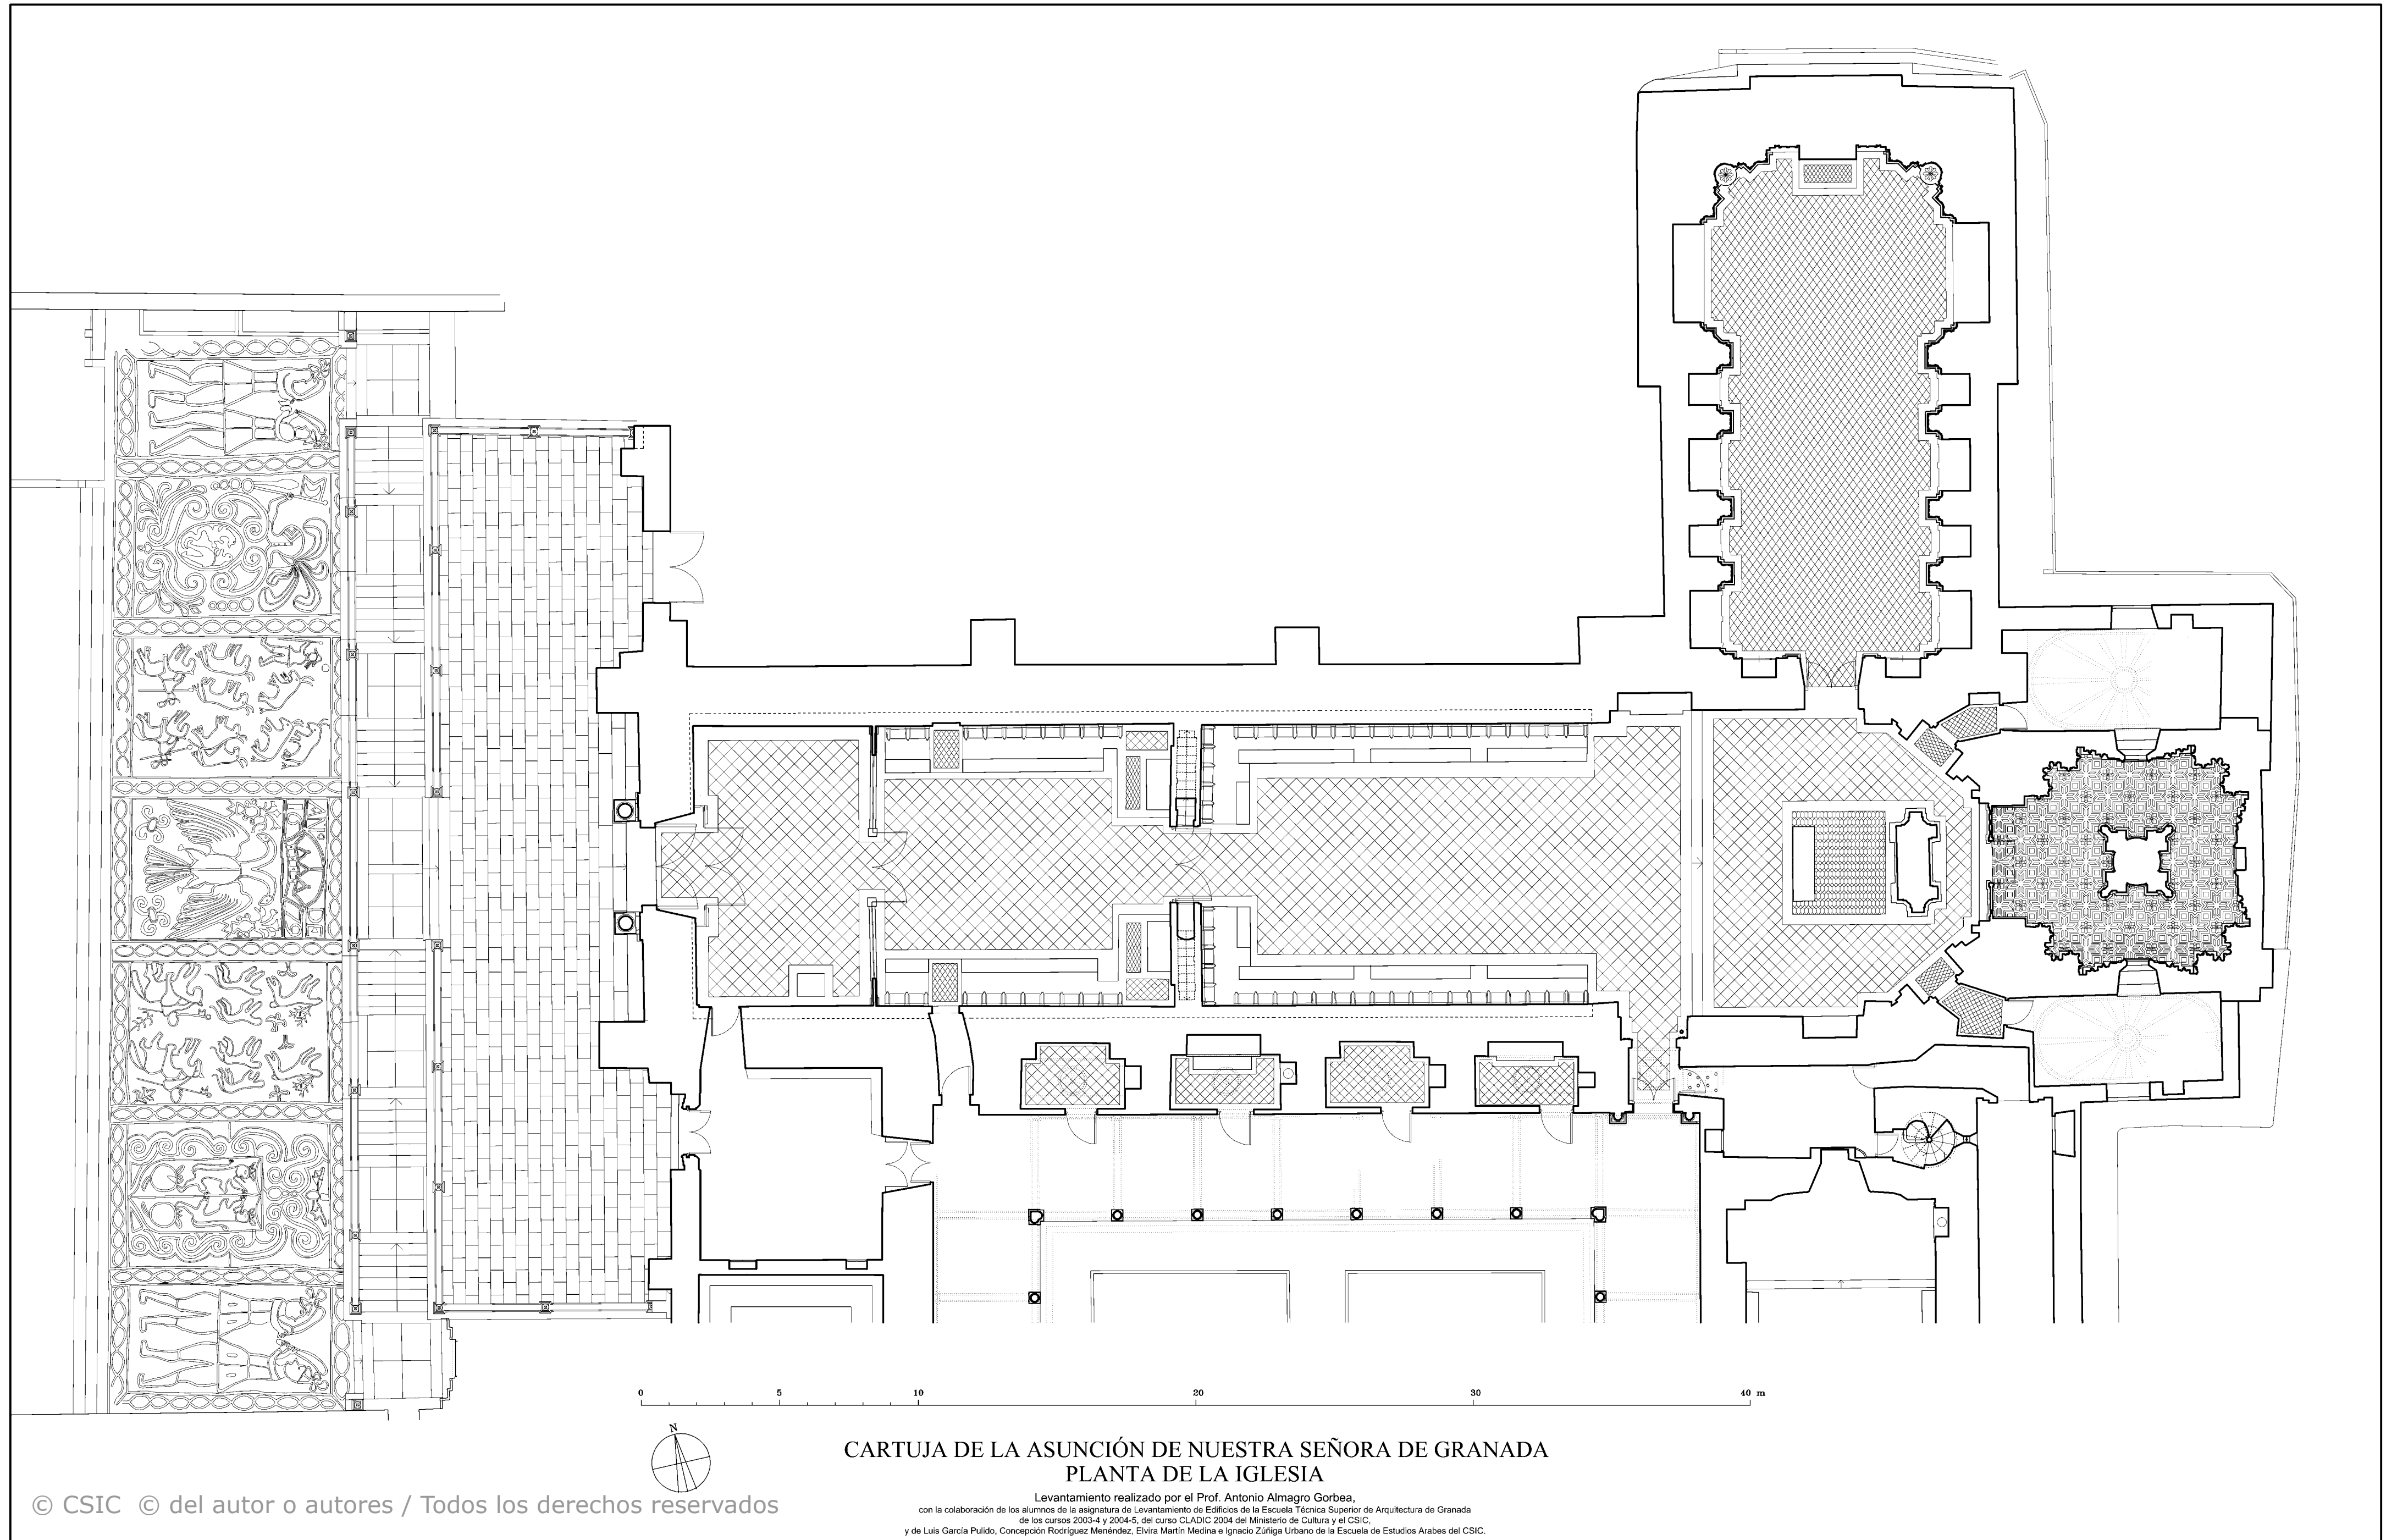 0 5 10 20 30 40 m
N
CARTUJA DE LA ASUNCIÓN DE NUESTRA SEÑORA DE GRANADA
PLANTA DE LA IGLESIA
Levantamiento realizado por el Prof. Antonio Almagro Gorbea,
con la colaboración de los alumnos de la asignatura de Levantamiento de Edificios de la Escuela Técnica Superior de Arquitectura de Granada
de los cursos 2003-4 y 2004-5, del curso CLADIC 2004 del Ministerio de Cultura y el CSIC,
y de Luis García Pulido, Concepción Rodríguez Menéndez, Elvira Martín Medina e Ignacio Zúñiga Urbano de la Escuela de Estudios Arabes del CSIC.
© CSIC © del autor o autores / Todos los derechos reservados